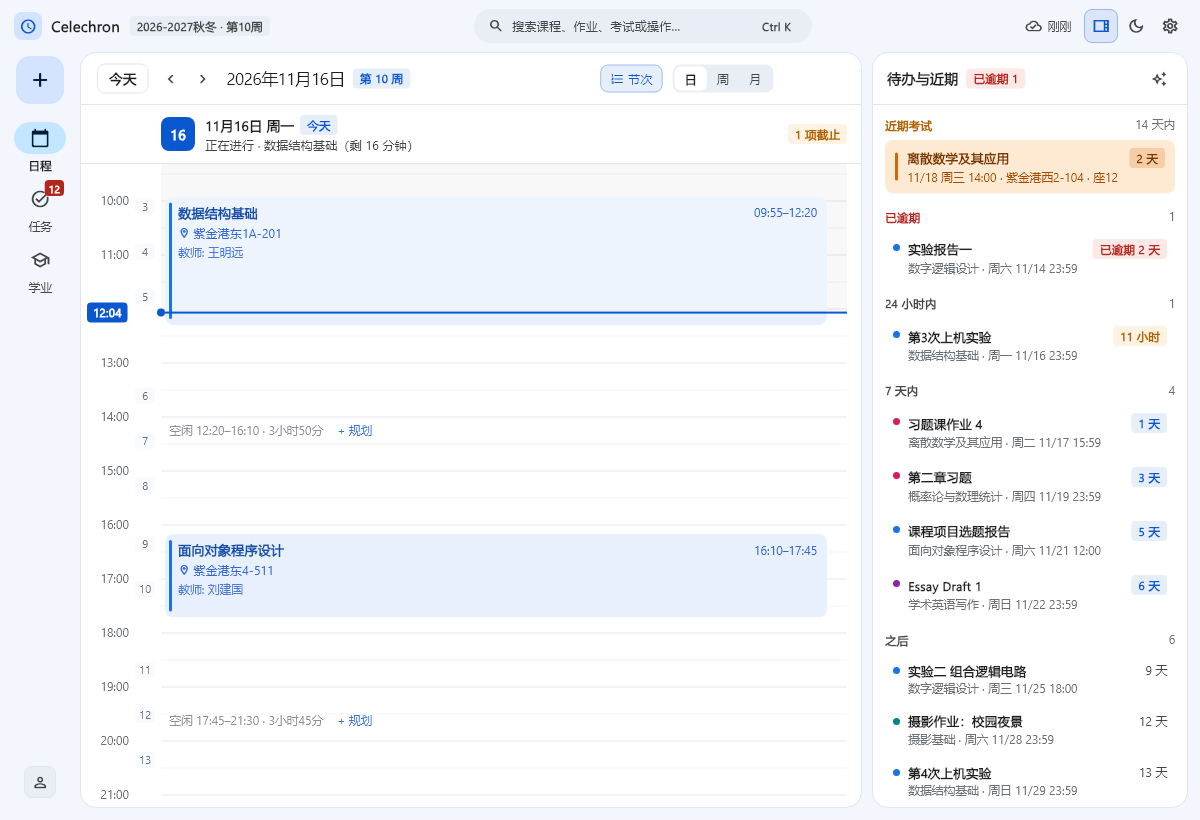 Celechron
2026-2027秋冬 · 第10周
搜索课程、作业、考试或操作...
Ctrl K
刚刚
日程
12
任务
学业
今天
2026年11月16日
第 10 周
节次
日
周
月
16
11月16日 周一
今天
正在进行 · 数据结构基础（剩 16 分钟）
1 项截止
10:00
3
数据结构基础
09:55–12:20
紫金港东1A-201
11:00
4
教师: 王明远
5
12:04
13:00
6
14:00
空闲 12:20–16:10 · 3小时50分
+ 规划
7
15:00
8
16:00
9
面向对象程序设计
16:10–17:45
紫金港东4-511
17:00
10
教师: 刘建国
18:00
11
19:00
12
空闲 17:45–21:30 · 3小时45分
+ 规划
20:00
13
21:00
待办与近期
已逾期 1
近期考试
14 天内
离散数学及其应用
2 天
11/18 周三 14:00 · 紫金港西2-104 · 座12
已逾期
1
实验报告一
已逾期 2 天
数字逻辑设计 · 周六 11/14 23:59
24 小时内
1
第3次上机实验
11 小时
数据结构基础 · 周一 11/16 23:59
7 天内
4
习题课作业 4
1 天
离散数学及其应用 · 周二 11/17 15:59
第二章习题
3 天
概率论与数理统计 · 周四 11/19 23:59
课程项目选题报告
5 天
面向对象程序设计 · 周六 11/21 12:00
Essay Draft 1
6 天
学术英语写作 · 周日 11/22 23:59
之后
6
实验二 组合逻辑电路
9 天
数字逻辑设计 · 周三 11/25 18:00
摄影作业：校园夜景
12 天
摄影基础 · 周六 11/28 23:59
第4次上机实验
13 天
数据结构基础 · 周日 11/29 23:59